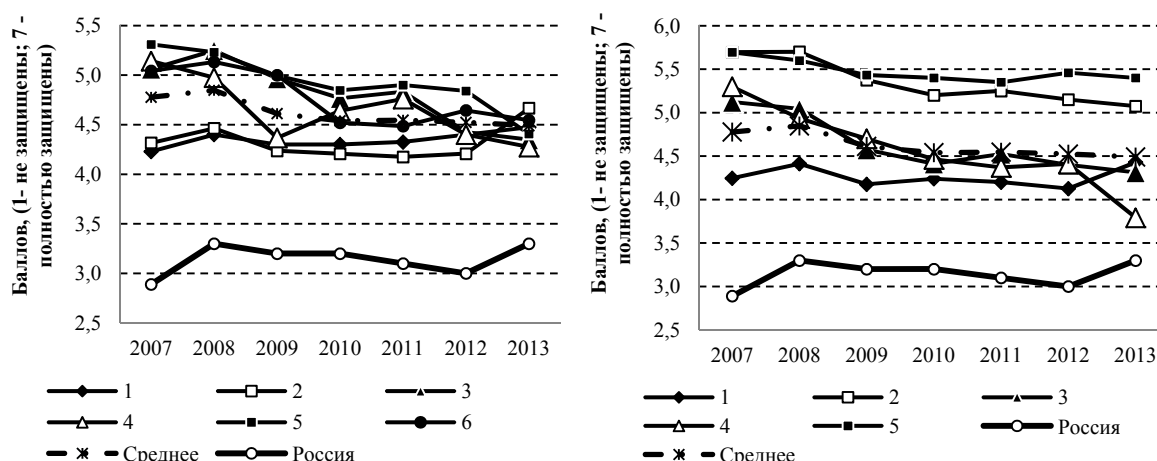 Баллов, (1- не защищены; 7 -
полностью защищены)
5,5
5,0
4,5
4,0
3,5
3,0
2,5
2007 2008 2009 2010 2011 2012 2013
1 2 3
4 5 6
Среднее Россия
Баллов, (1- не защищены; 7 -
полностью защищены)
6,0
5,5
5,0
4,5
4,0
3,5
3,0
2,5
2007 2008 2009 2010 2011 2012 2013
1 2 3
4 5 Россия
Среднее